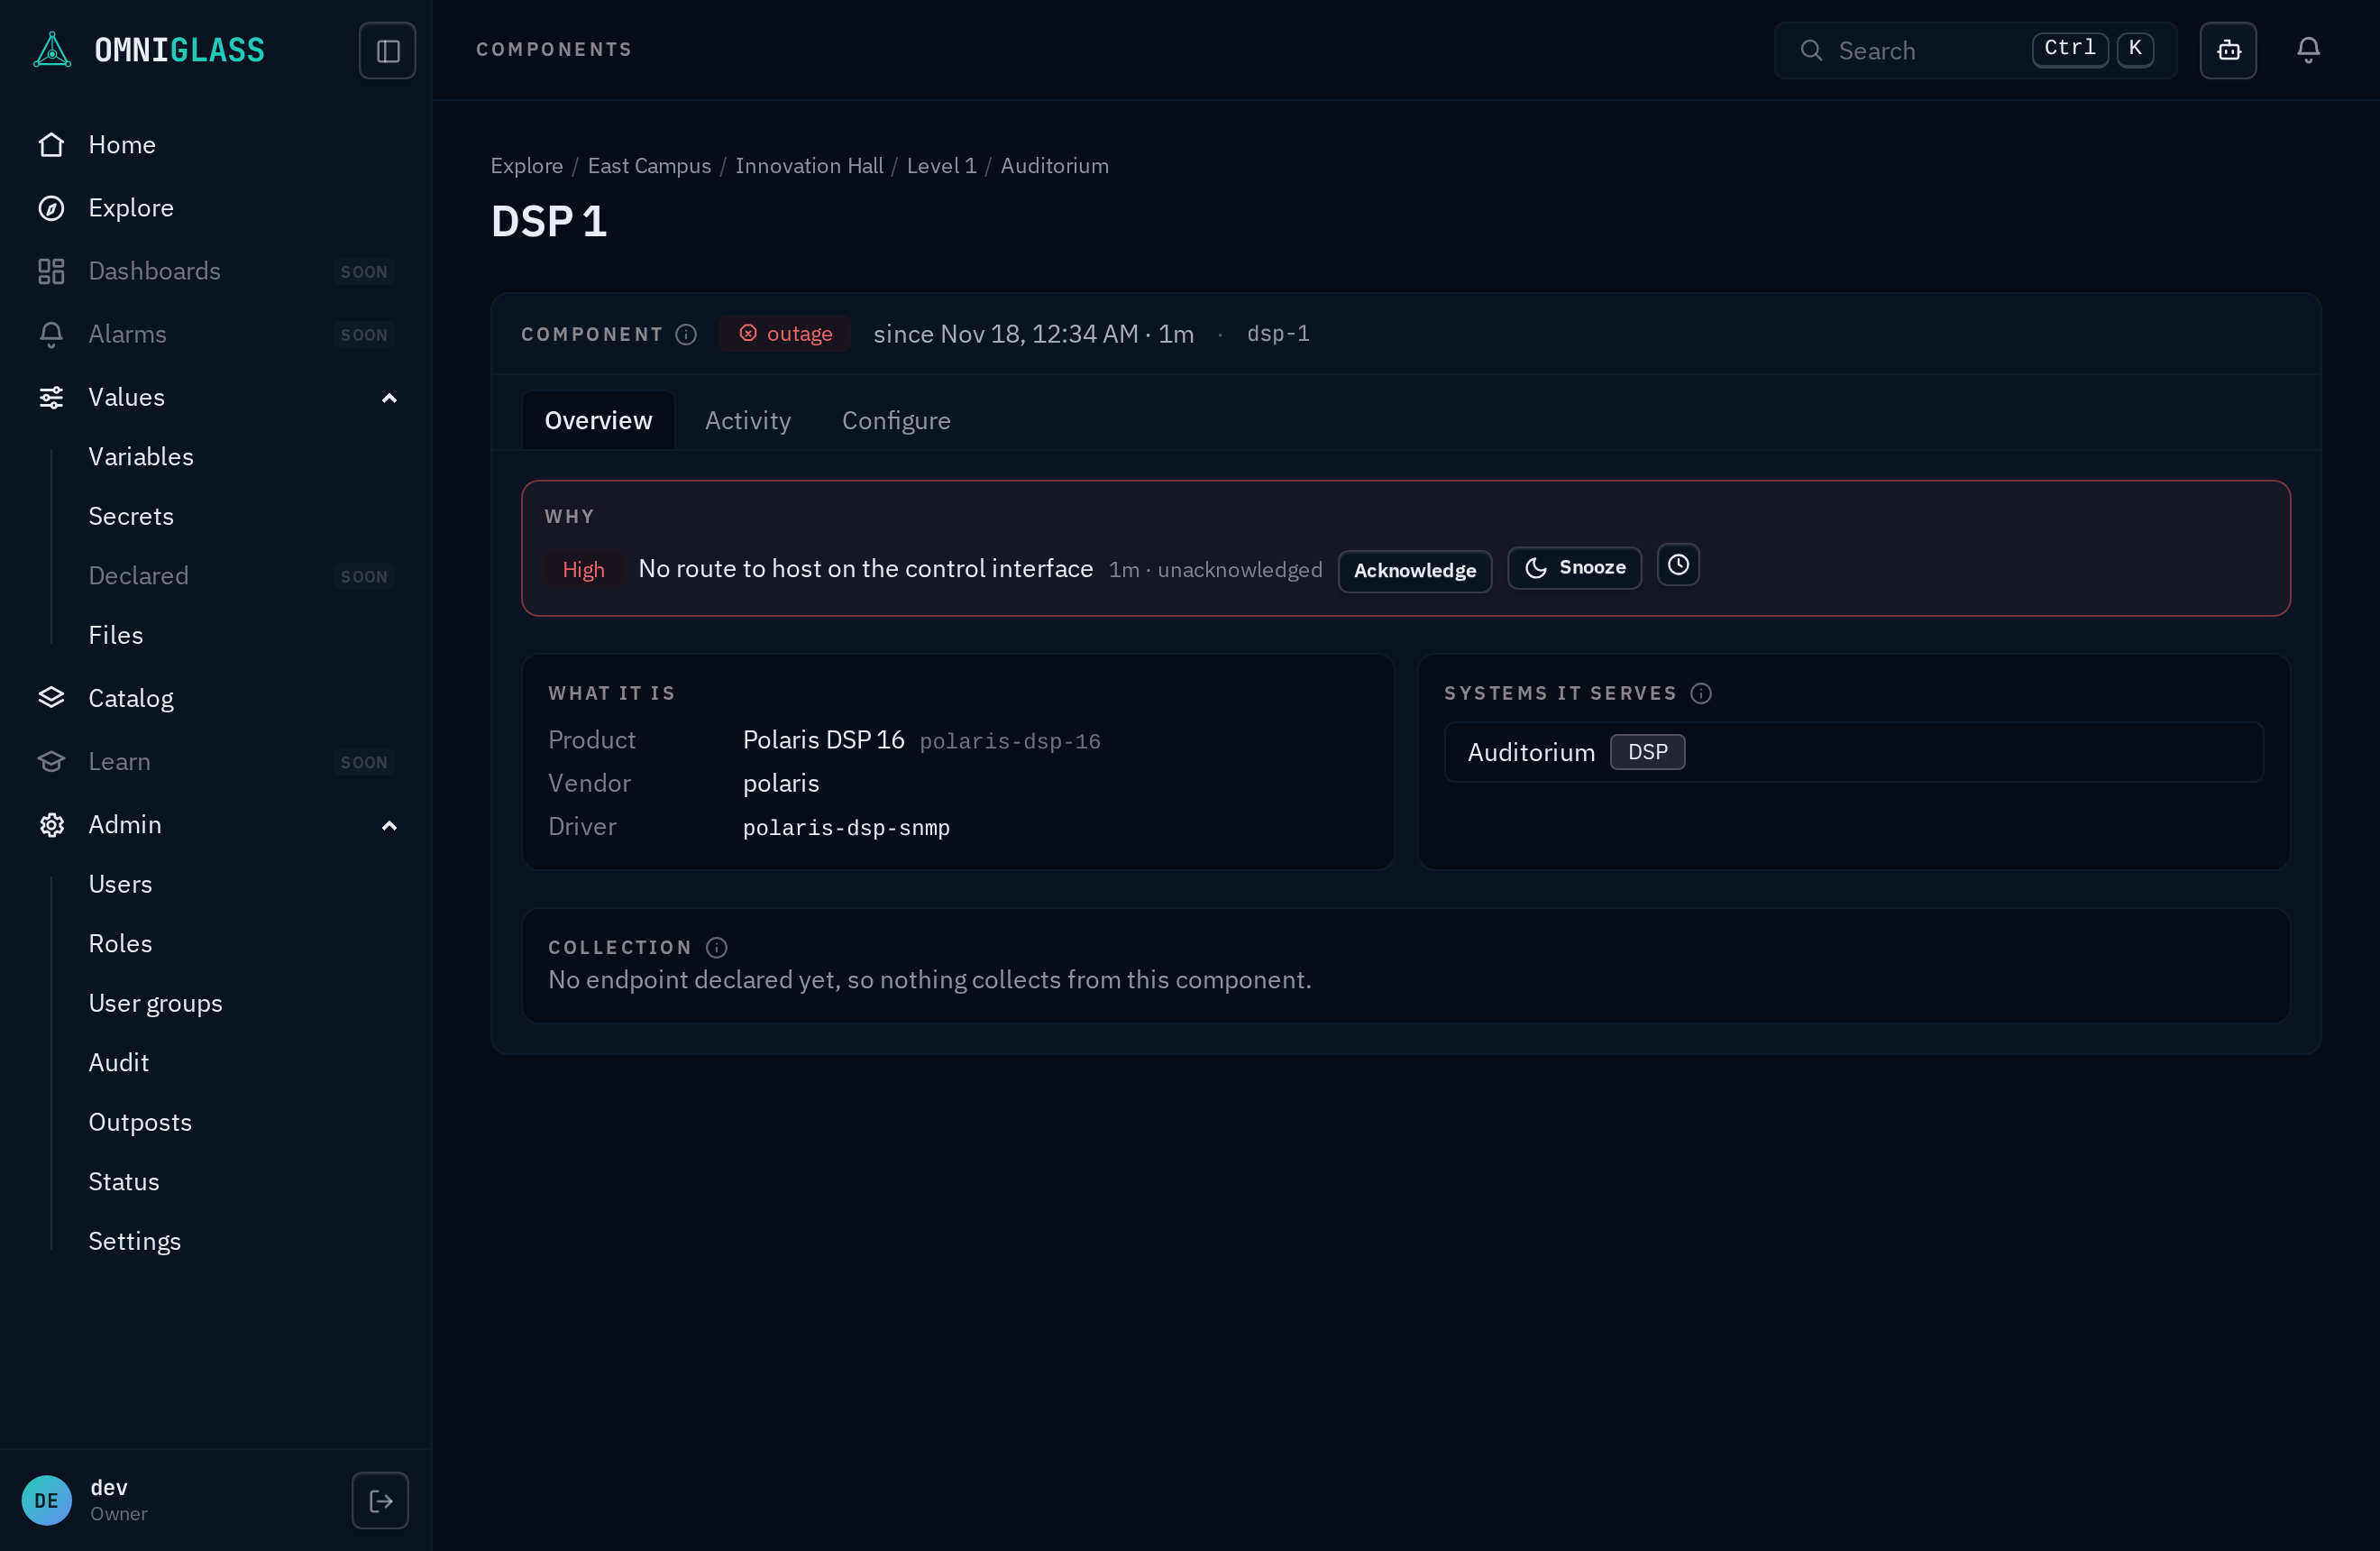 OMNIGLASS
COMPONENTS
Search Ctrl K
Home
Explore
Dashboards SOON
Alarms SOON
Values
Variables
Secrets
Declared SOON
Files
Catalog
Learn SOON
Admin
Users
Roles
User groups
Audit
Outposts
Status
Settings
DE dev
Owner
Explore / East Campus / Innovation Hall / Level 1 / Auditorium
DSP 1
COMPONENT outage since Nov 18, 12:34 AM · 1m · dsp-1
Overview Activity Configure
WHY
High No route to host on the control interface 1m · unacknowledged Acknowledge Snooze
WHAT IT IS
Product Polaris DSP 16 polaris-dsp-16
Vendor polaris
Driver polaris-dsp-snmp
SYSTEMS IT SERVES
Auditorium DSP
COLLECTION
No endpoint declared yet, so nothing collects from this component.